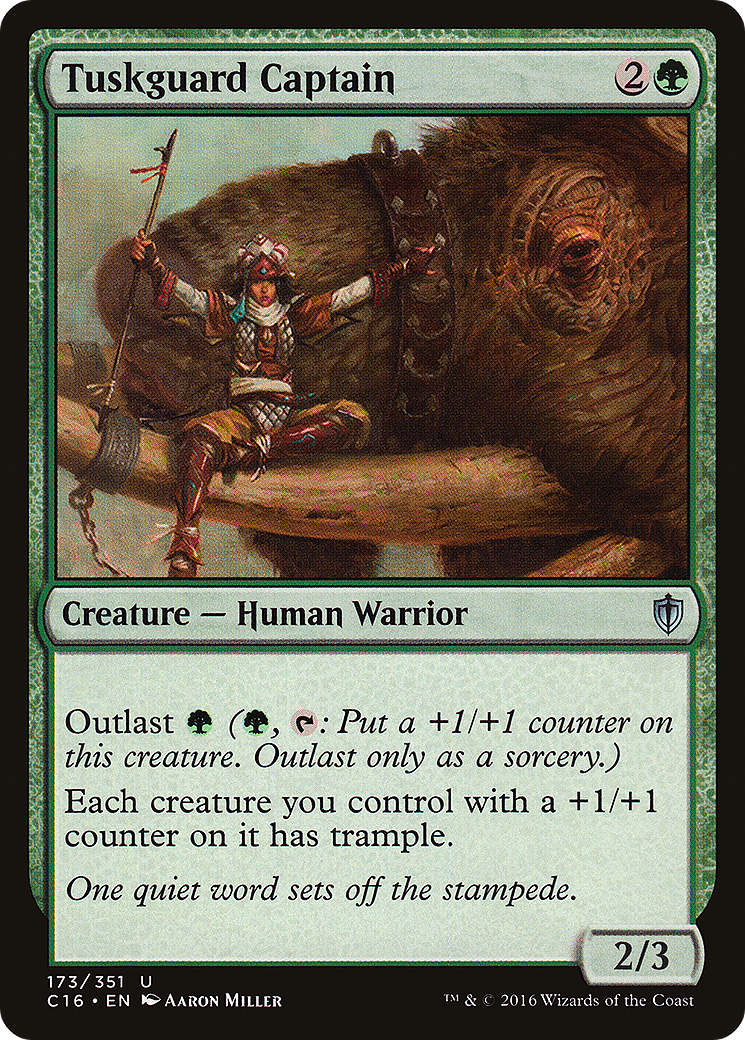 Tuskguard Captain 2
Creature — Human Warrior
Outlast (, : Put a +1/+1 counter on
this creature. Outlast only as a sorcery.)
Each creature you control with a +1/+1
counter on it has trample.
One quiet word sets off the stampede.
2/3
173/351 U
C16 • EN Aaron Miller
™ & © 2016 Wizards of the Coast